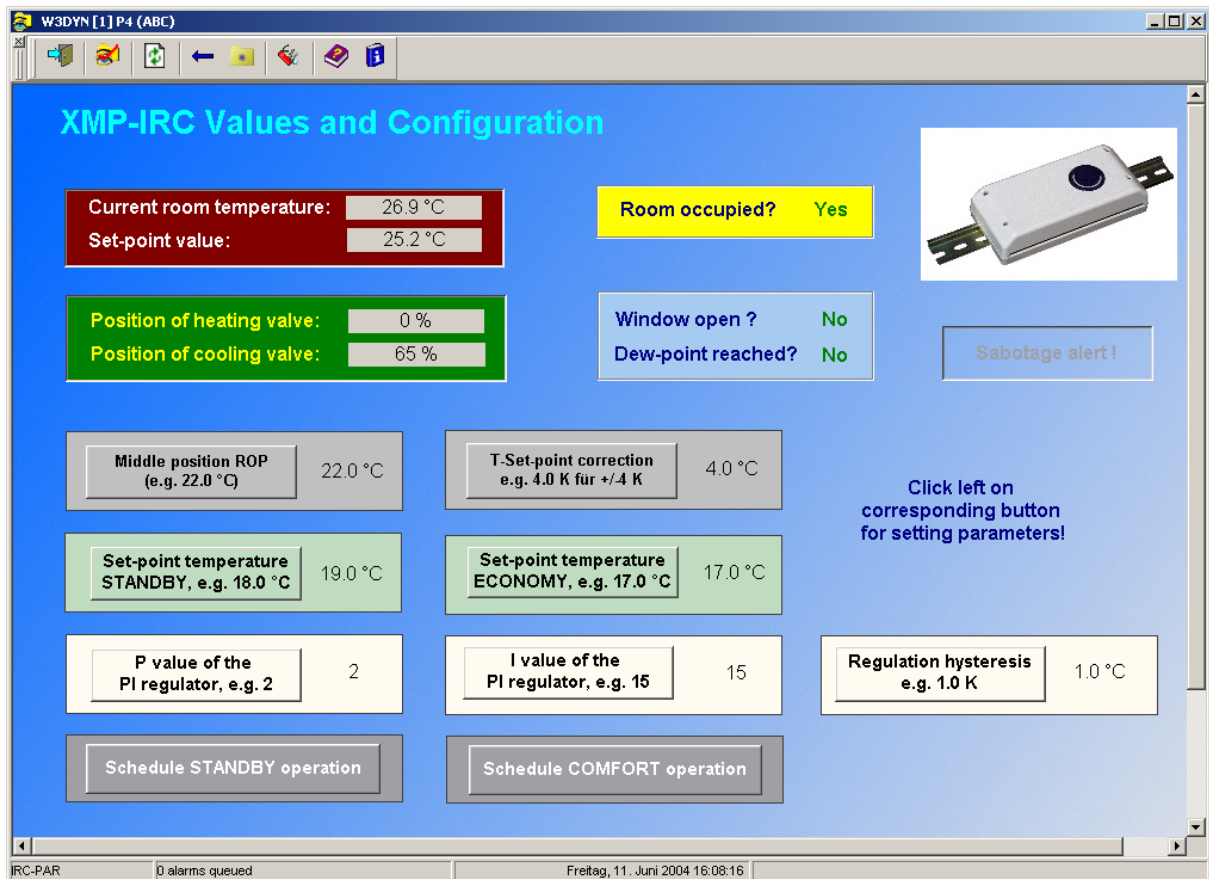 W3DYN [1] P4 (ABC)
XMP-IRC Values and Configuration
Current room temperature: 26.9 °C
Set-point value: 25.2 °C
Room occupied? Yes
Position of heating valve: 0 %
Position of cooling valve: 65 %
Window open ? No
Dew-point reached? No
Sabotage alert !
Middle position ROP
(e.g. 22.0 °C)
22.0 °C
T-Set-point correction
e.g. 4.0 K für +/-4 K
4.0 °C
Click left on
corresponding button
for setting parameters!
Set-point temperature
STANDBY, e.g. 18.0 °C
19.0 °C
Set-point temperature
ECONOMY, e.g. 17.0 °C
17.0 °C
P value of the
PI regulator, e.g. 2
2
I value of the
PI regulator, e.g. 15
15
Regulation hysteresis
e.g. 1.0 K
1.0 °C
Schedule STANDBY operation
Schedule COMFORT operation
IRC-PAR
0 alarms queued
Freitag, 11. Juni 2004 16:08:16